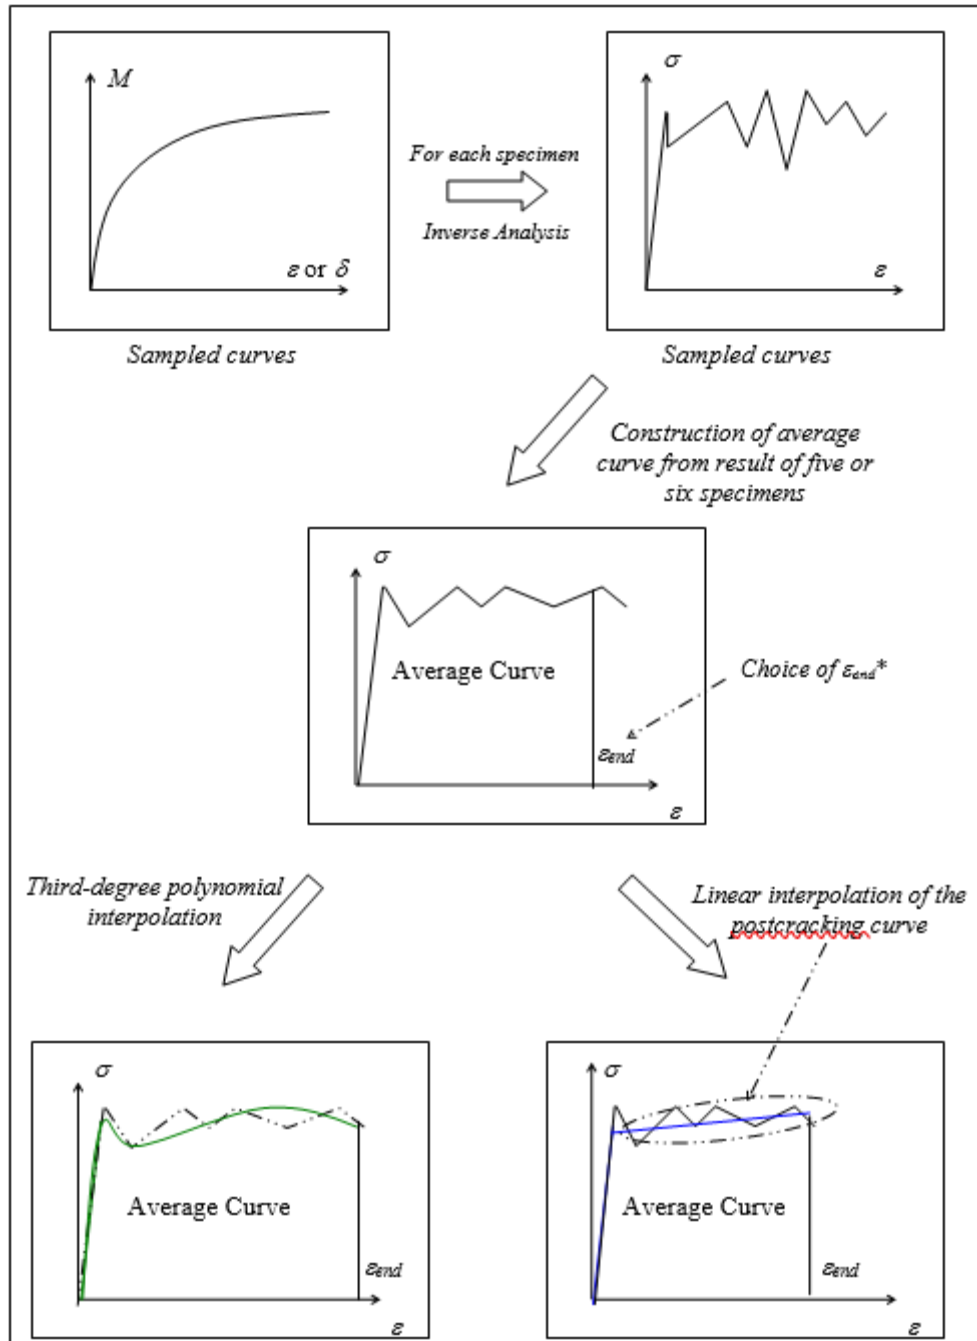 M
ε or δ
Sampled curves
For each specimen
Inverse Analysis
σ
ε
Sampled curves
Construction of average
curve from result of five or
six specimens
σ
Average Curve
εend
ε
Choice of εend*
Third-degree polynomial
interpolation
Linear interpolation of the
postcracking curve
σ
Average Curve
εend
ε
σ
Average Curve
εend
ε